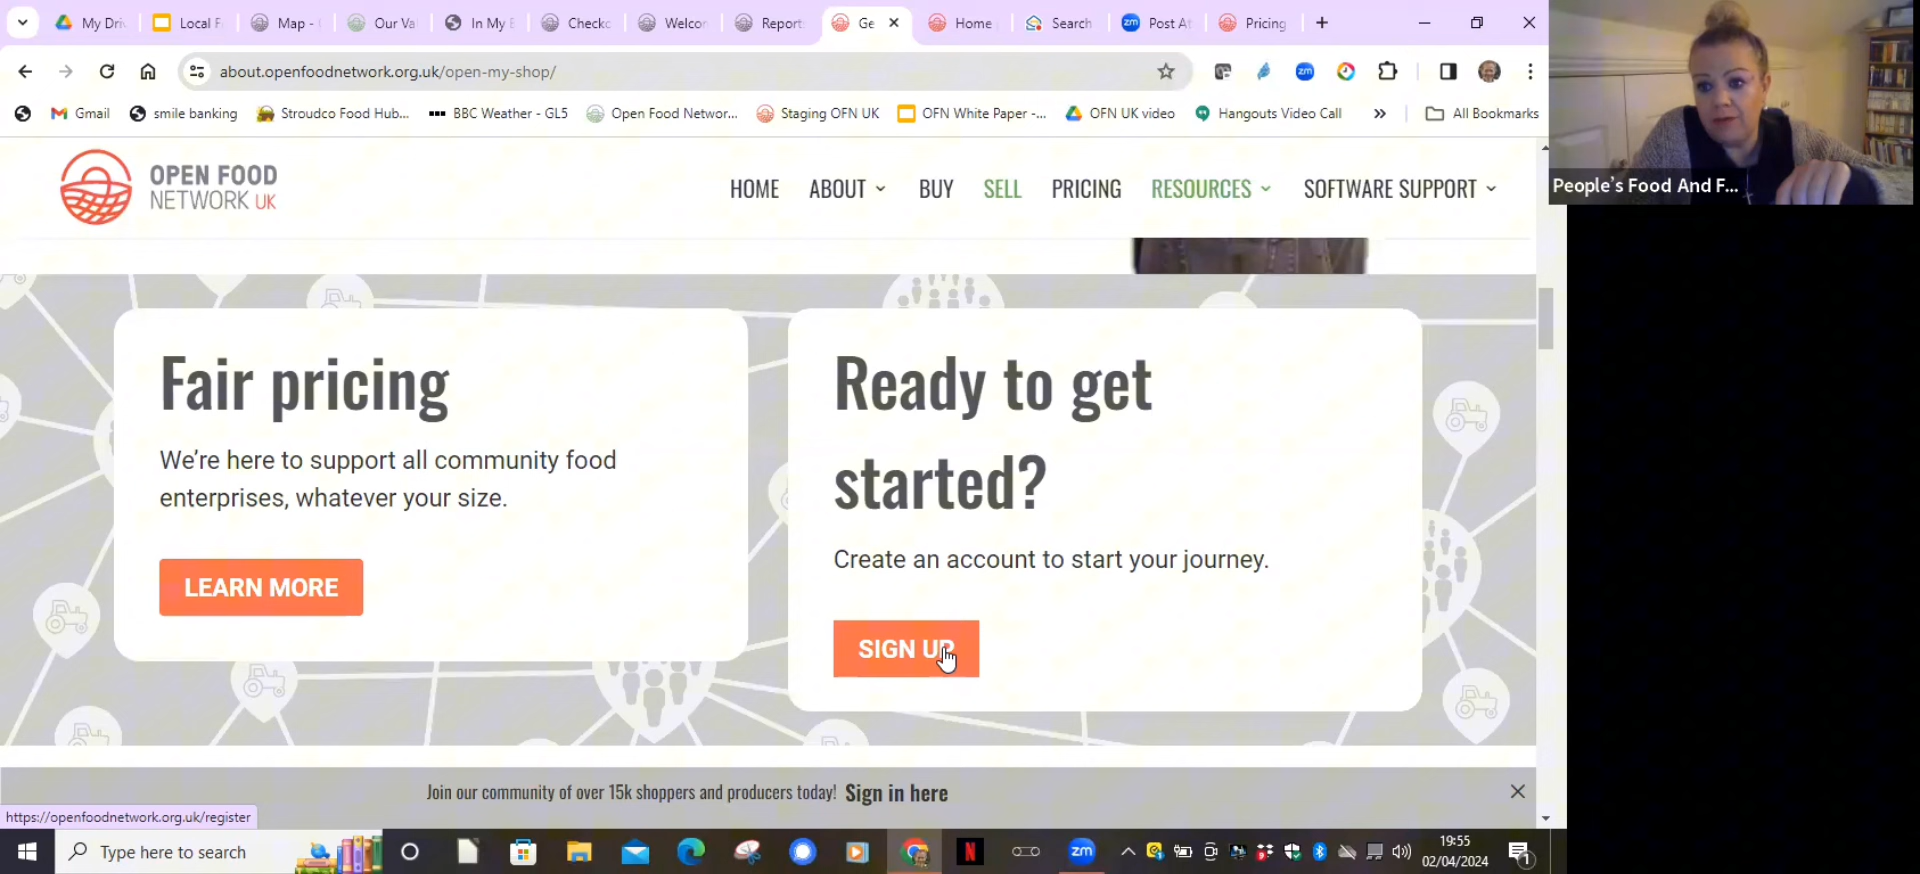 My Driv
Local F
Map -
Our Va
In My E
Checkc
Welcor
Report
Ge
Home
Search
zm Post At
Pricing
about.openfoodnetwork.org.uk/open-my-shop/
zm
Gmail
smile banking
Stroudco Food Hub...
BBC Weather - GL5
Open Food Networ...
Staging OFN UK
OFN White Paper -...
OFN UK video
Hangouts Video Call
»
All Bookmarks
OPEN FOOD
NETWORK UK
HOME
ABOUT
BUY
SELL
PRICING
RESOURCES
SOFTWARE SUPPORT
People's Food And F...
Fair pricing
We're here to support all community food
enterprises, whatever your size.
LEARN MORE
Ready to get
started?
Create an account to start your journey.
SIGN UP
Join our community of over 15k shoppers and producers today! Sign in here
https://openfoodnetwork.org.uk/register
Type here to search
N
zm
19:55
02/04/2024
1